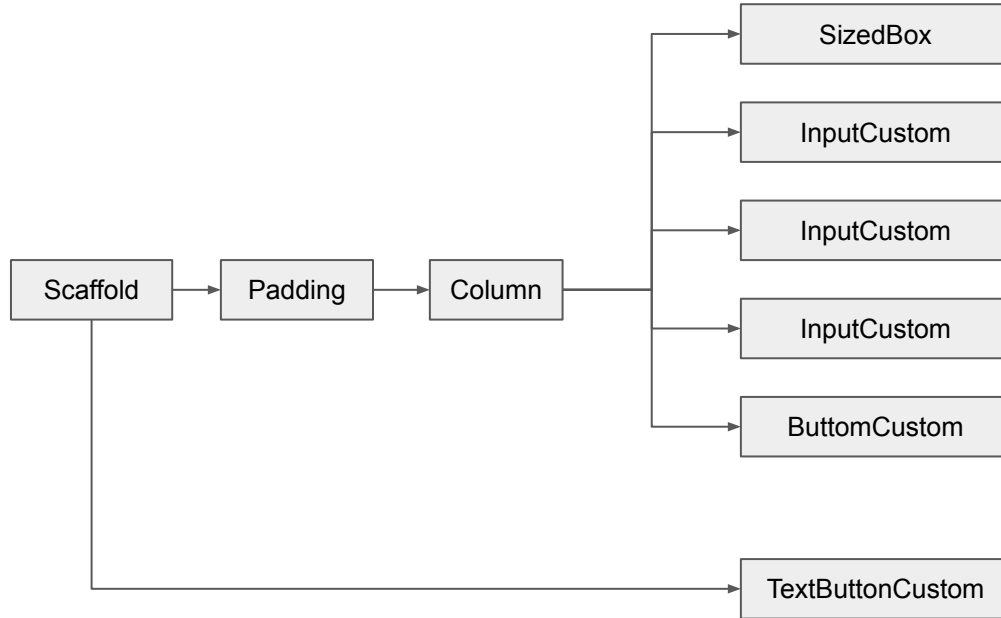 SizedBox
InputCustom
InputCustom
Scaffold
Padding
Column
InputCustom
ButtomCustom
TextButtonCustom